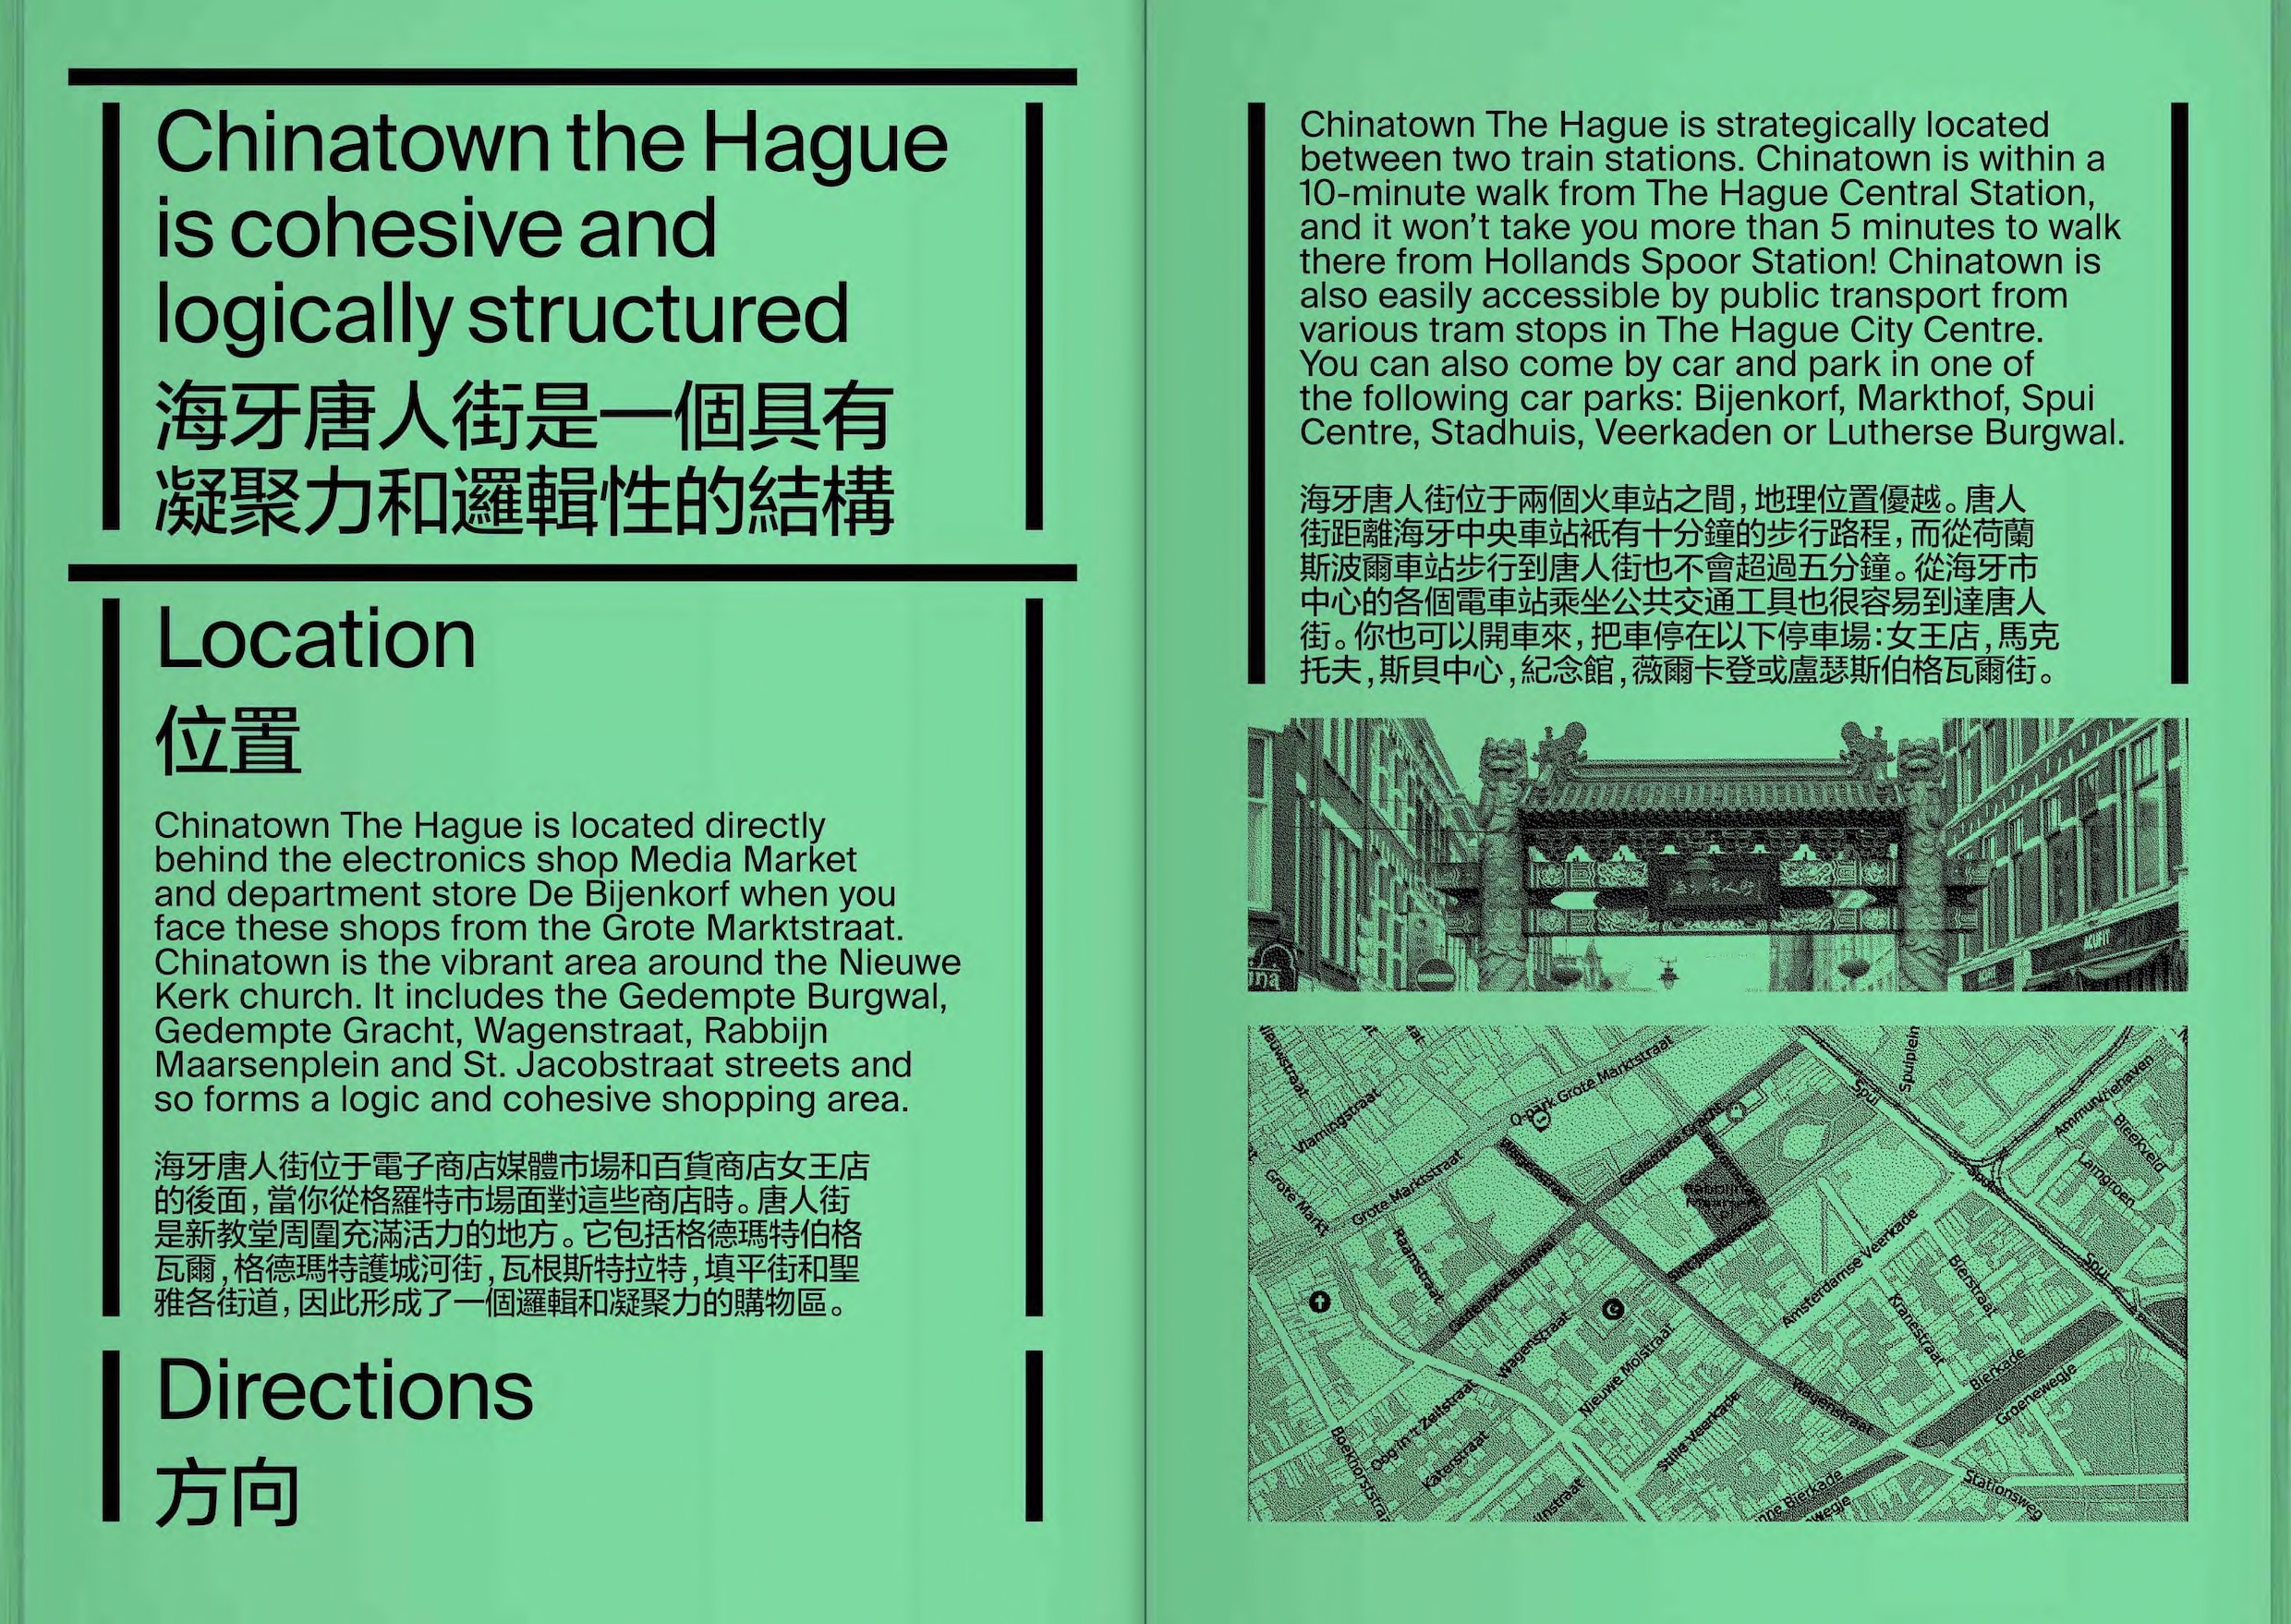 Chinatown the Hague
is cohesive and
logically structured
海牙唐人街是一個具有
凝聚力和邏輯性的結構
Location
位置
Chinatown The Hague is located directly
behind the electronics shop Media Market
and department store De Bijenkorf when you
face these shops from the Grote Marktstraat.
Chinatown is the vibrant area around the Nieuwe
Kerk church. It includes the Gedempte Burgwal,
Gedempte Gracht, Wagenstraat, Rabbijn
Maarsenplein and St. Jacobstraat streets and
so forms a logic and cohesive shopping area.
海牙唐人街位于電子商店媒體市場和百貨商店女王店
的後面,當你從格羅特市場面對這些商店時。唐人街
是新教堂周圍充滿活力的地方。它包括格德瑪特伯格
瓦爾,格德瑪特護城河街,瓦根斯特拉特,填平街和聖
雅各街道,因此形成了一個邏輯和凝聚力的購物區。
Directions
方向
Chinatown The Hague is strategically located
between two train stations. Chinatown is within a
10-minute walk from The Hague Central Station,
and it won't take you more than 5 minutes to walk
there from Hollands Spoor Station! Chinatown is
also easily accessible by public transport from
various tram stops in The Hague City Centre.
You can also come by car and park in one of
the following car parks: Bijenkorf, Markthof, Spui
Centre, Stadhuis, Veerkaden or Lutherse Burgwal.
海牙唐人街位于兩個火車站之間,地理位置優越。唐人
街距離海牙中央車站衹有十分鐘的步行路程,而從荷蘭
斯波爾車站步行到唐人街也不會超過五分鐘。從海牙市
中心的各個電車站乘坐公共交通工具也很容易到達唐人
街。你也可以開車來,把車停在以下停車場:女王店,馬克
托夫,斯貝中心,紀念館,薇爾卡登或盧瑟斯伯格瓦爾街。
ACUFIT
Vlamingstraat
Q-park Grote Marktstraat
Spuiplein
Spui
Ammunitiehaven
Bleekveld
Lamgroen
Grote Markt
Grote Marktstraat
Raamstraat
Gedempte Gracht
Wagenstraat
Gedempte Burgwal
Spui
Amsterdamse Veerkade
Bierstraat
Kranestraat
Spui
Wagenstraat
Nieuwe Molstraat
Bierkade
Groenewegje
Wagenstraat
Stille Veerkade
Oog in 't Zeilstraat
Katerstraat
Stationsweg